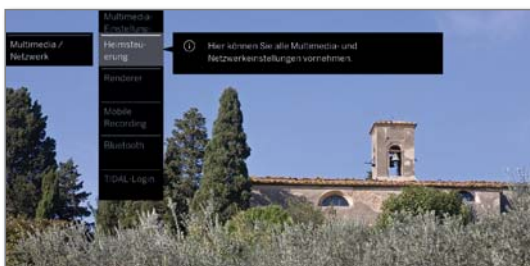 Multimedia-
Einstellung-
Multimedia /
Netzwerk
Heimsteu-
erung
Hier können Sie alle Multimedia- und
Netzwerkeinstellungen vornehmen.
Renderer
Mobile
Recording
Bluetooth
TIDAL-Login